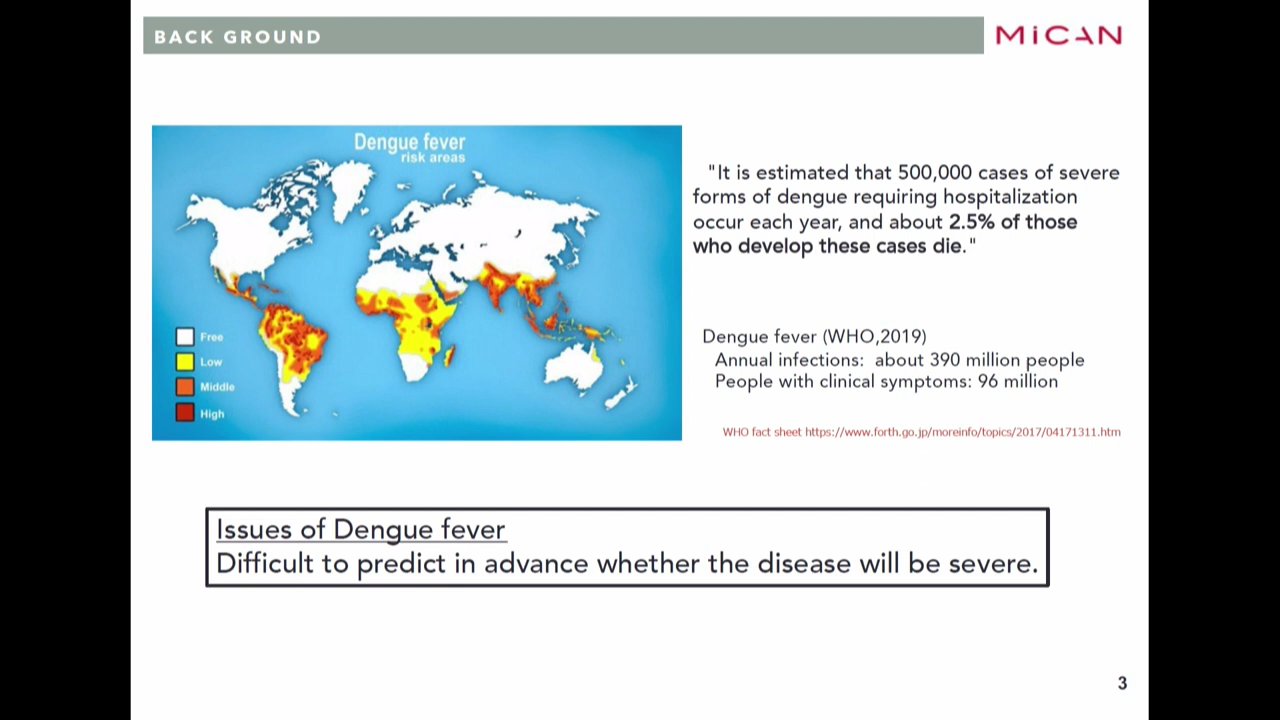 BACK GROUND
MiCAN
Dengue fever
risk areas
Free
Low
Middle
High
"It is estimated that 500,000 cases of severe
forms of dengue requiring hospitalization
occur each year, and about 2.5% of those
who develop these cases die."
Dengue fever (WHO,2019)
Annual infections: about 390 million people
People with clinical symptoms: 96 million
WHO fact sheet https://www.forth.go.jp/moreinfo/topics/2017/04171311.htm
Issues of Dengue fever
Difficult to predict in advance whether the disease will be severe.
3